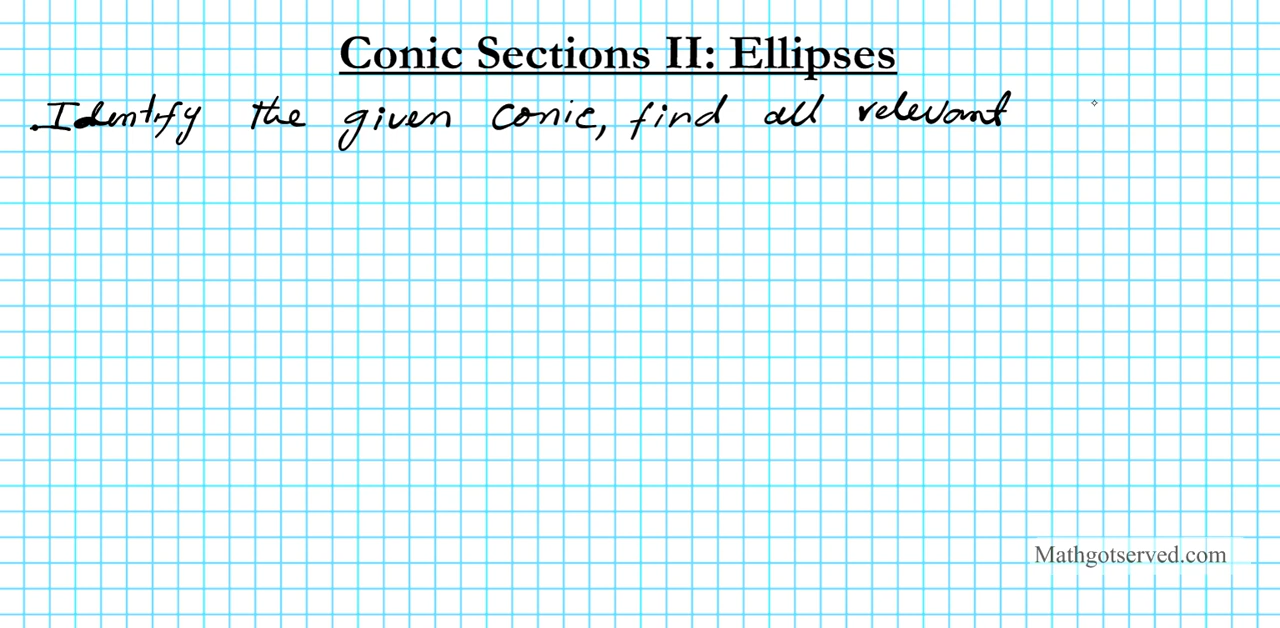 Conic Sections II: Ellipses
Identify the given conic, find all relevant
Mathgotserved.com